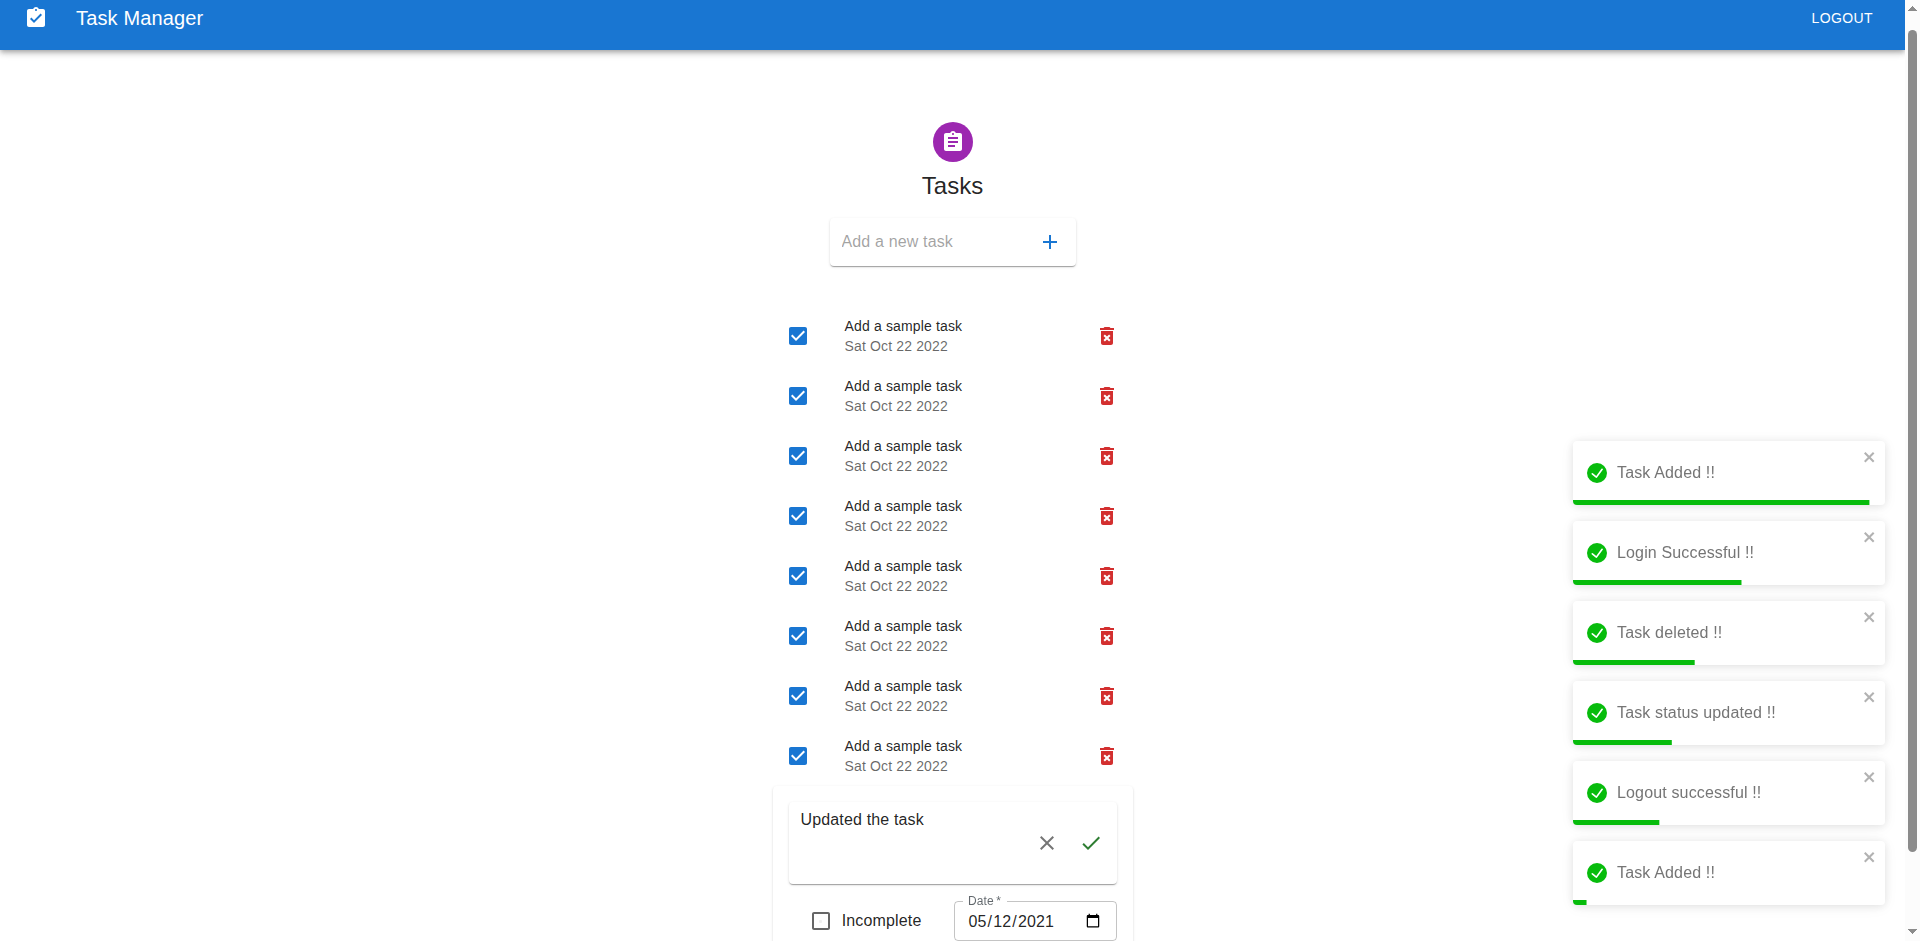 Task Manager
LOGOUT
Tasks
Add a new task
Add a sample task
Sat Oct 22 2022
Add a sample task
Sat Oct 22 2022
Add a sample task
Sat Oct 22 2022
Add a sample task
Sat Oct 22 2022
Add a sample task
Sat Oct 22 2022
Add a sample task
Sat Oct 22 2022
Add a sample task
Sat Oct 22 2022
Add a sample task
Sat Oct 22 2022
Updated the task
Incomplete
Date *
05/12/2021
Task Added !!
Login Successful !!
Task deleted !!
Task status updated !!
Logout successful !!
Task Added !!